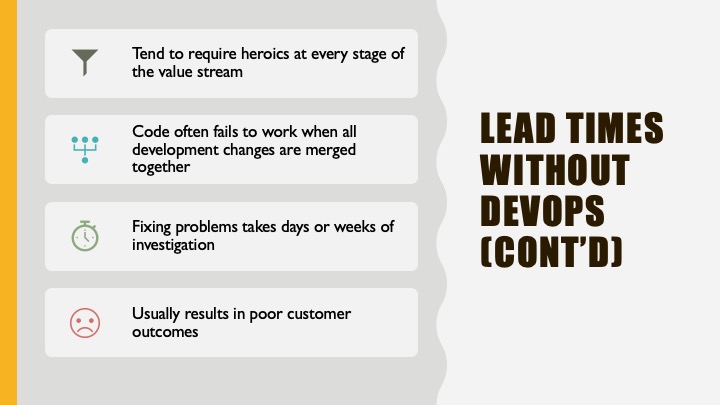 Tend to require heroics at every stage of
the value stream
Code often fails to work when all
development changes are merged
together
Fixing problems takes days or weeks of
investigation
Usually results in poor customer
outcomes
LEAD TIMES
WITHOUT
DEVOPS
(CONT’D)